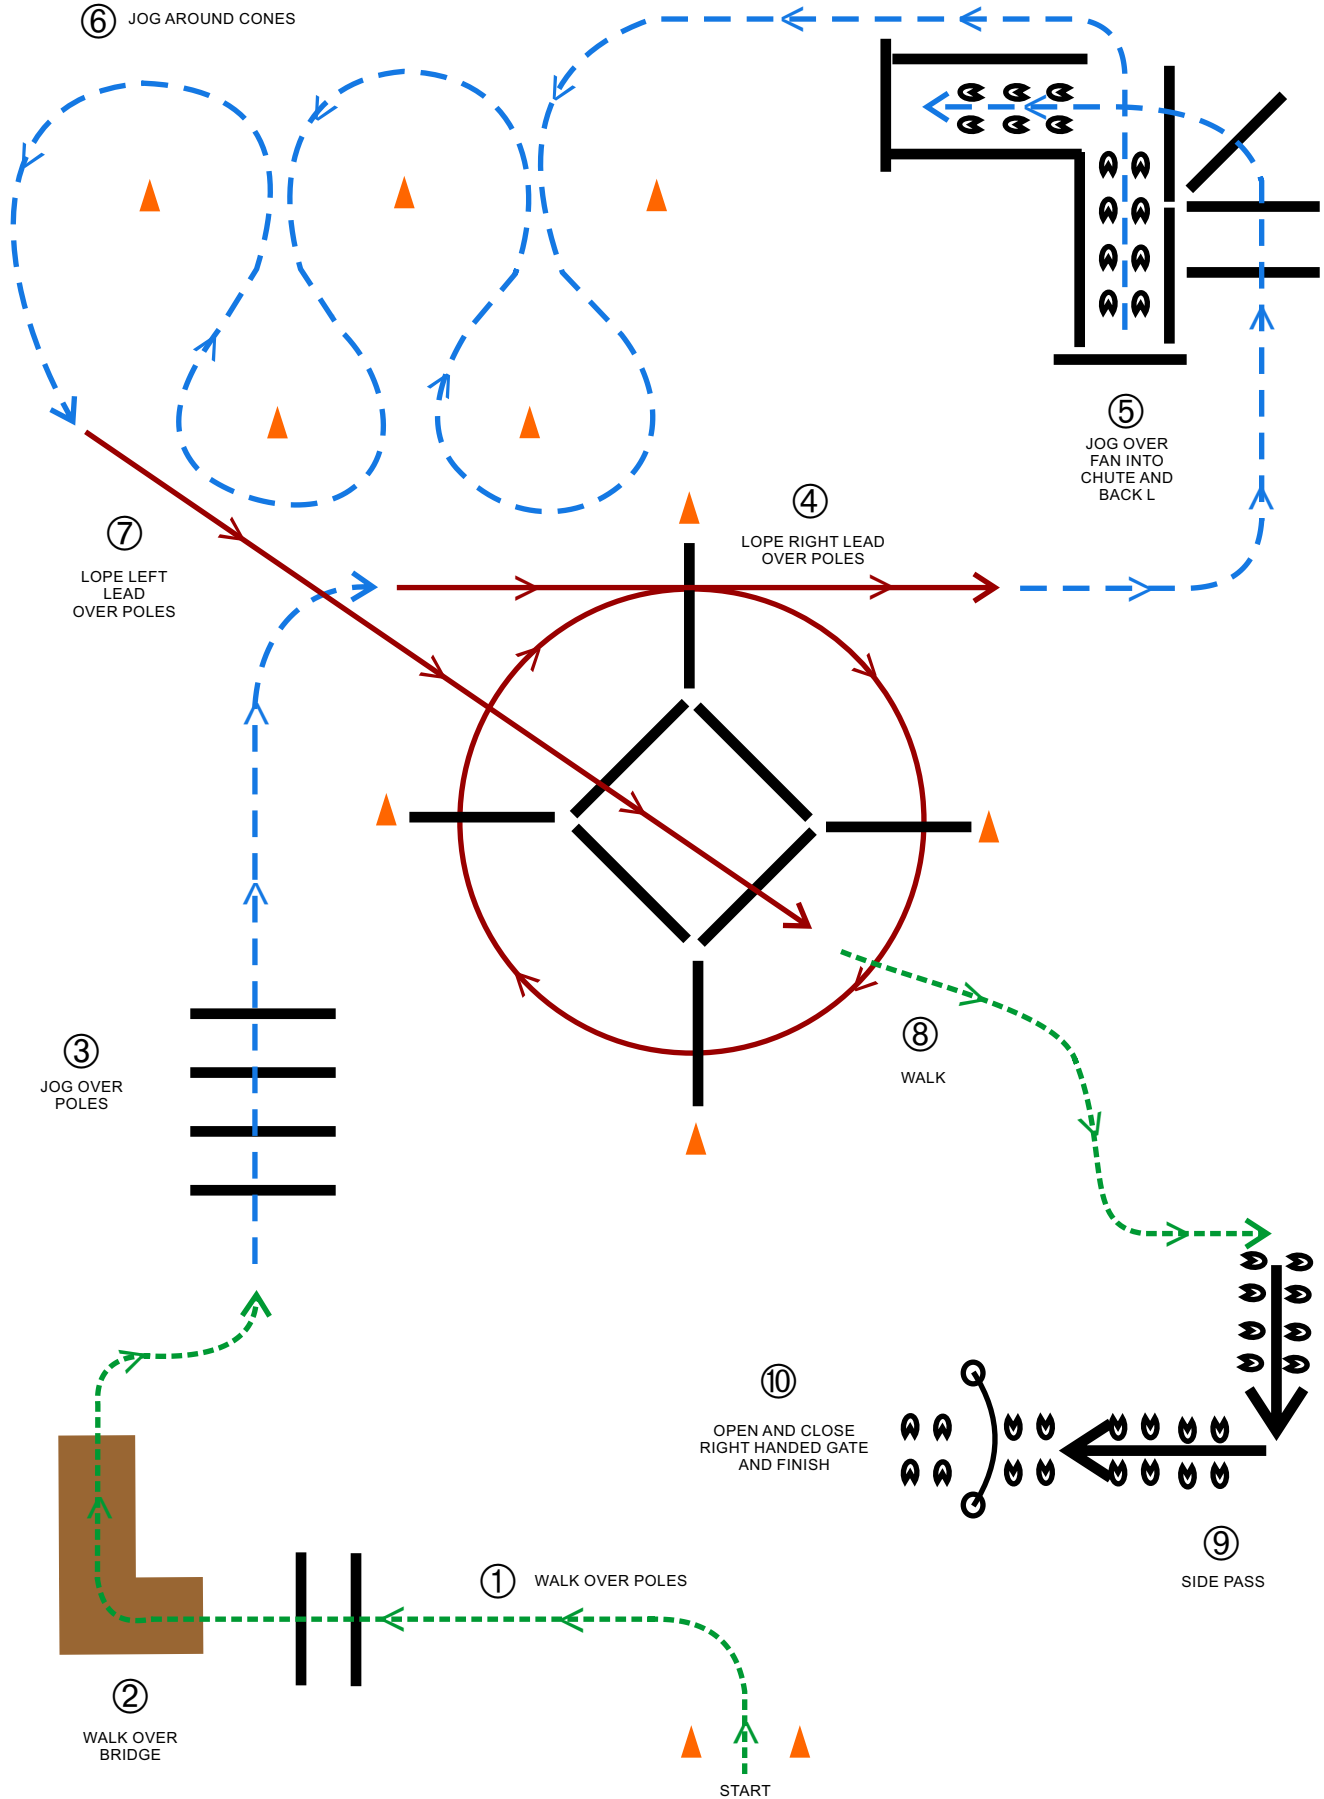 ⑥ JOG AROUND CONES
⑤
JOG OVER
FAN INTO
CHUTE AND
BACK L
④
LOPE RIGHT LEAD
OVER POLES
⑦
LOPE LEFT
LEAD
OVER POLES
③
JOG OVER
POLES
⑧
WALK
⑩
OPEN AND CLOSE
RIGHT HANDED GATE
AND FINISH
⑨
SIDE PASS
① WALK OVER POLES
②
WALK OVER
BRIDGE
START